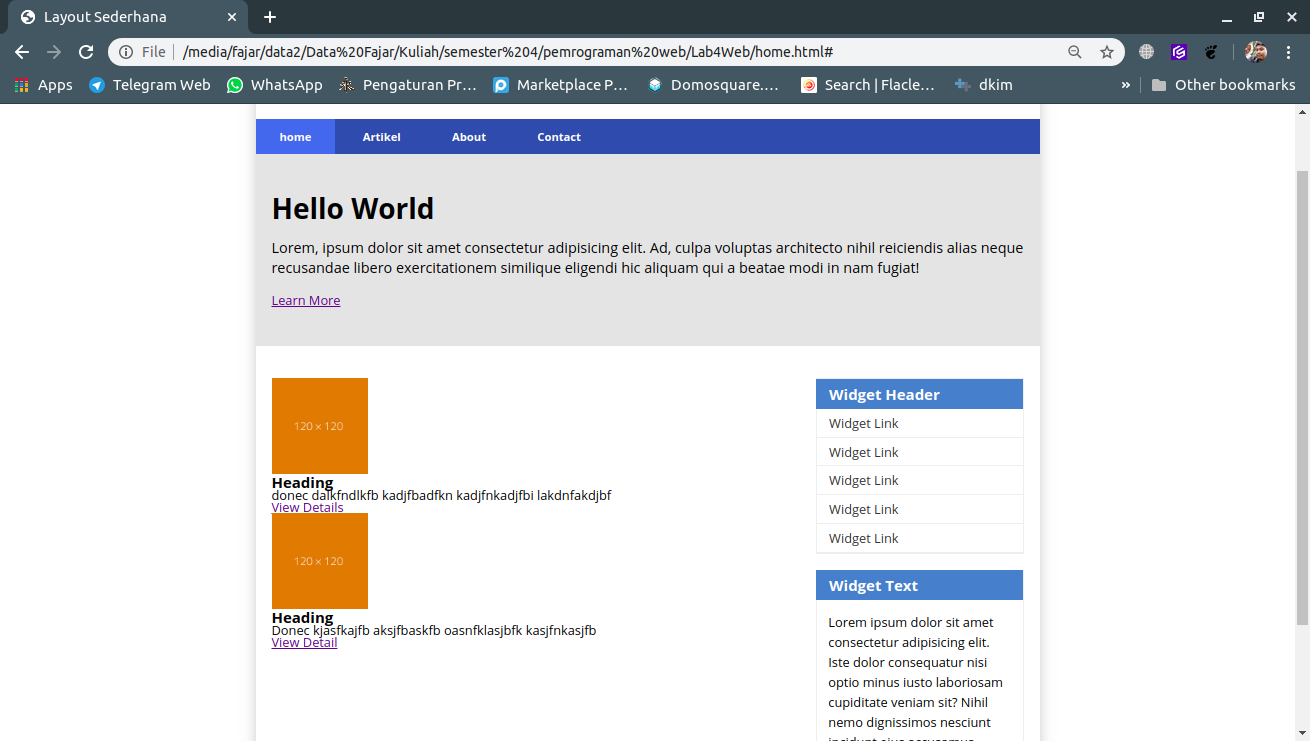 Layout Sederhana
File /media/fajar/data2/Data%20Fajar/Kuliah/semester%204/pemrograman%20web/Lab4Web/home.html#
Apps Telegram Web WhatsApp Pengaturan Pr… Marketplace P… Domosquare.… Search | Flacle… dkim » Other bookmarks
home Artikel About Contact
Hello World
Lorem, ipsum dolor sit amet consectetur adipisicing elit. Ad, culpa voluptas architecto nihil reiciendis alias neque
recusandae libero exercitationem similique eligendi hic aliquam qui a beatae modi in nam fugiat!
Learn More
120 × 120
Heading
donec dalkfndlkfb kadjfbadfkn kadjfnkadjfbi lakdnfakdjbf
View Details
120 × 120
Heading
Donec kjasfkajfb aksjfbaskfb oasnfklasjbfk kasjfnkasjfb
View Detail
Widget Header
Widget Link
Widget Link
Widget Link
Widget Link
Widget Link
Widget Text
Lorem ipsum dolor sit amet
consectetur adipisicing elit.
Iste dolor consequatur nisi
optio minus iusto laboriosam
cupiditate veniam sit? Nihil
nemo dignissimos nesciunt